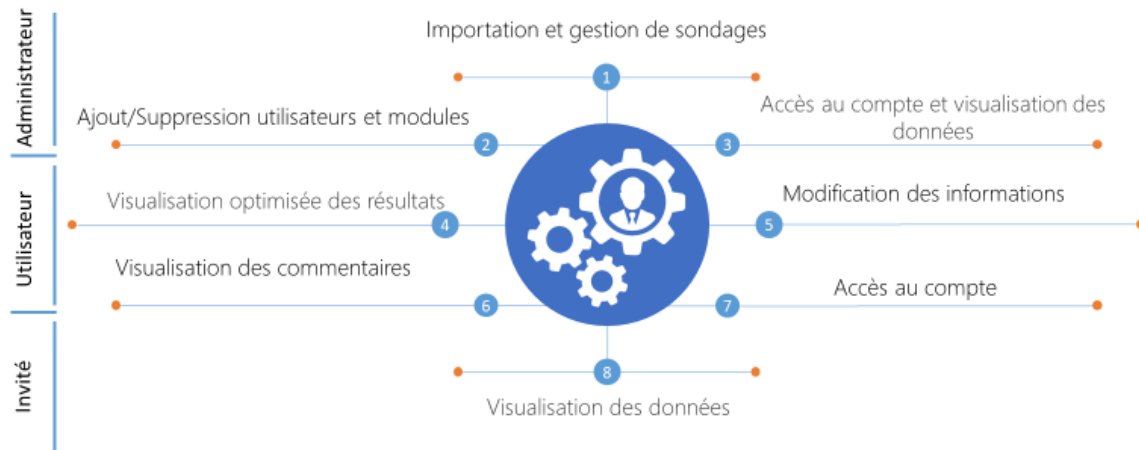 Administrateur
Importation et gestion de sondages
1
Ajout/Suppression utilisateurs et modules
2
Accès au compte et visualisation des
données
3
Utilisateur
Visualisation optimisée des résultats
4
Modification des informations
5
Visualisation des commentaires
6
Accès au compte
7
Invité
8
Visualisation des données